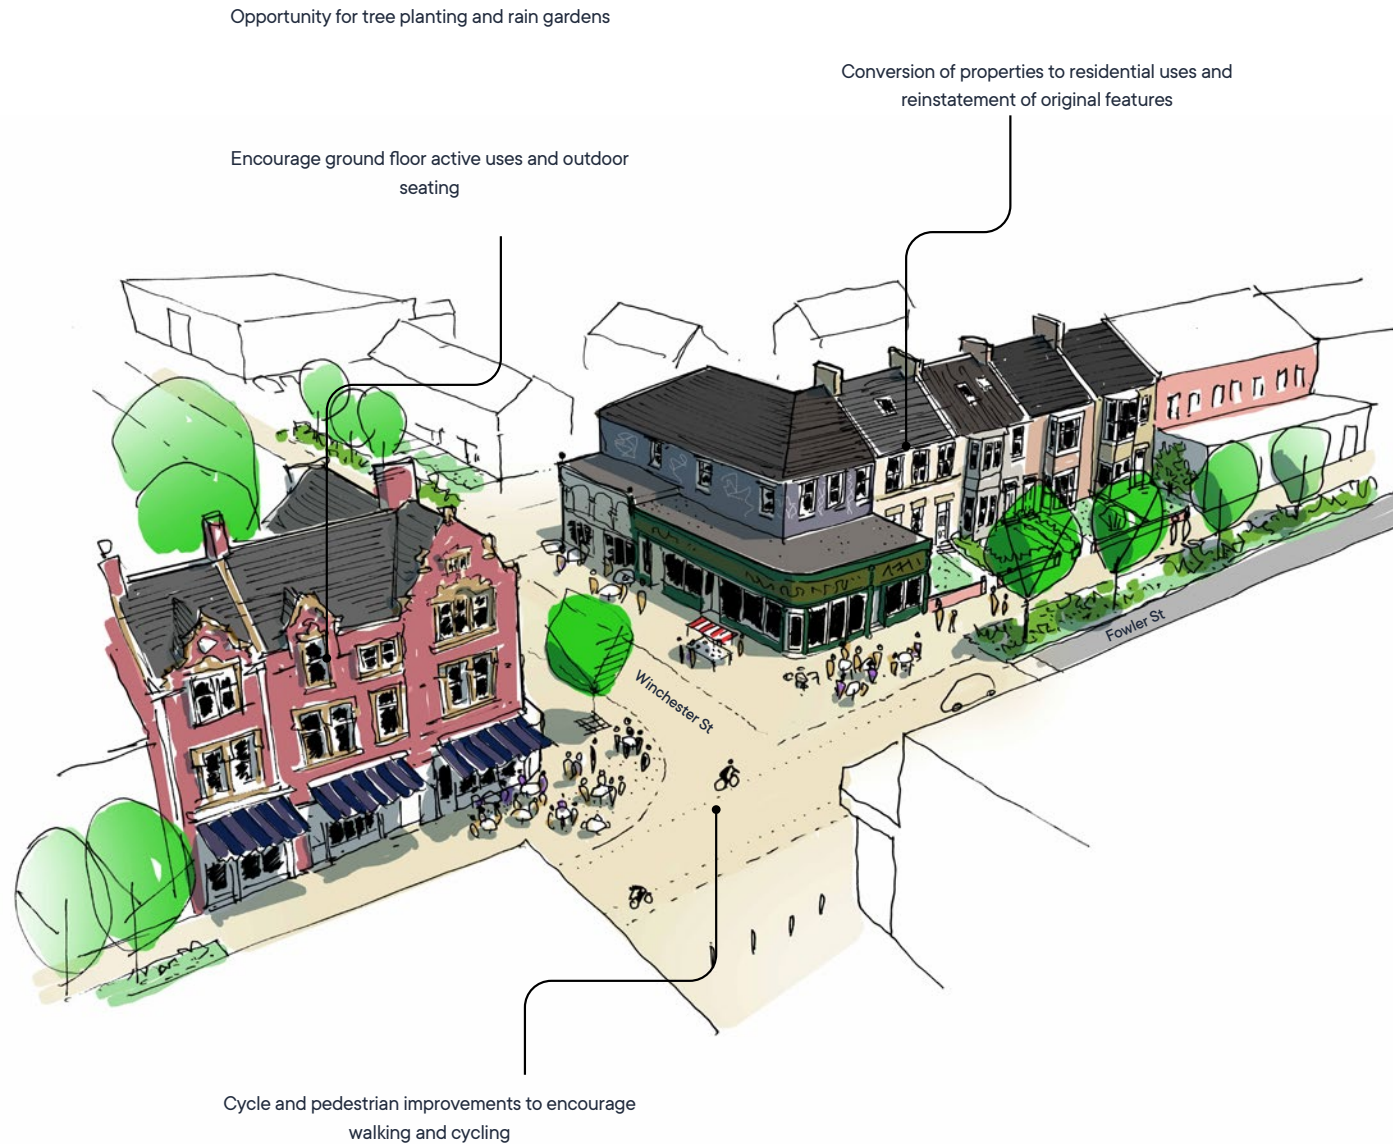 Opportunity for tree planting and rain gardens
Conversion of properties to residential uses and
reinstatement of original features
Encourage ground floor active uses and outdoor
seating
Fowler St
Winchester St
Cycle and pedestrian improvements to encourage
walking and cycling